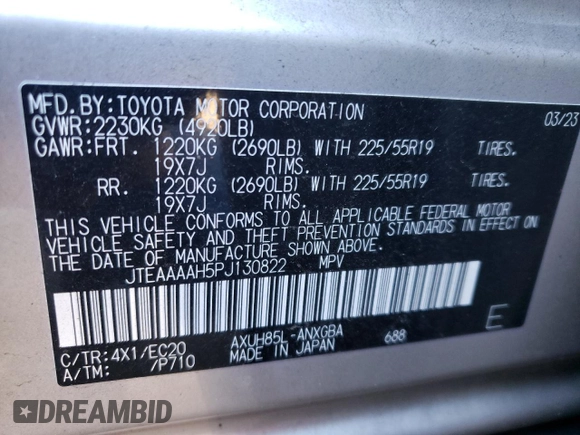 MFD.BY:TOYOTA MOTOR CORPORATION 03/23
GVWR:2230KG (4920LB)
GAWR:FRT. 1220KG (2690LB) WITH 225/55R19 TIRES.
19X7J RIMS.
RR. 1220KG (2690LB) WITH 225/55R19 TIRES.
19X7J RIMS.
THIS VEHICLE CONFORMS TO ALL APPLICABLE FEDERAL MOTOR
VEHICLE SAFETY AND THEFT PREVENTION STANDARDS IN EFFECT ON
THE DATE OF MANUFACTURE SHOWN ABOVE.
JTEAAAAH5PJ130822 MPV
C/TR:4X1/EC20 AXUH85L-ANXGBA 688 E
A/TM: /P710 MADE IN JAPAN
DREAMBID